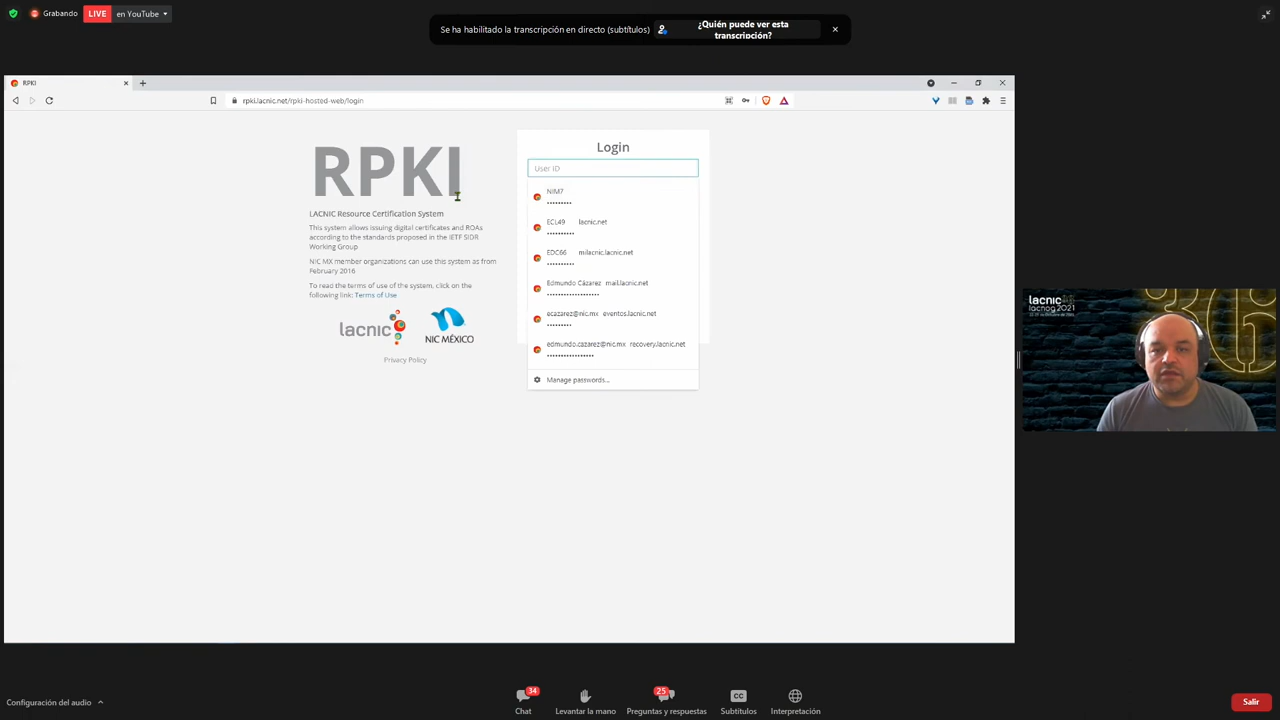 Grabando
LIVE en YouTube
Se ha habilitado la transcripción en directo (subtítulos)
¿Quién puede ver esta
transcripción?
RPKI
rpki.lacnic.net/rpki-hosted-web/login
RPKI
LACNIC Resource Certification System
This system allows issuing digital certificates and ROAs
according to the standards proposed in the IETF SIDR
Working Group
NIC MX member organizations can use this system as from
February 2016
To read the terms of use of the system, click on the
following link: Terms of Use
lacnic
NIC MÉXICO
Privacy Policy
Login
User ID
NIM7
•••••••••
ECL49 lacnic.net
••••••••••
EDC66 milacnic.lacnic.net
••••••••••
Edmundo Cázarez mail.lacnic.net
•••••••••••••••••••
ecazarez@nic.mx eventos.lacnic.net
•••••••••
edmundo.cazarez@nic.mx recovery.lacnic.net
•••••••••••••••••
Manage passwords...
lacnic
lacnog 2021
Configuración del audio
34
Chat
Levantar la mano
25
Preguntas y respuestas
CC
Subtítulos
Interpretación
Salir